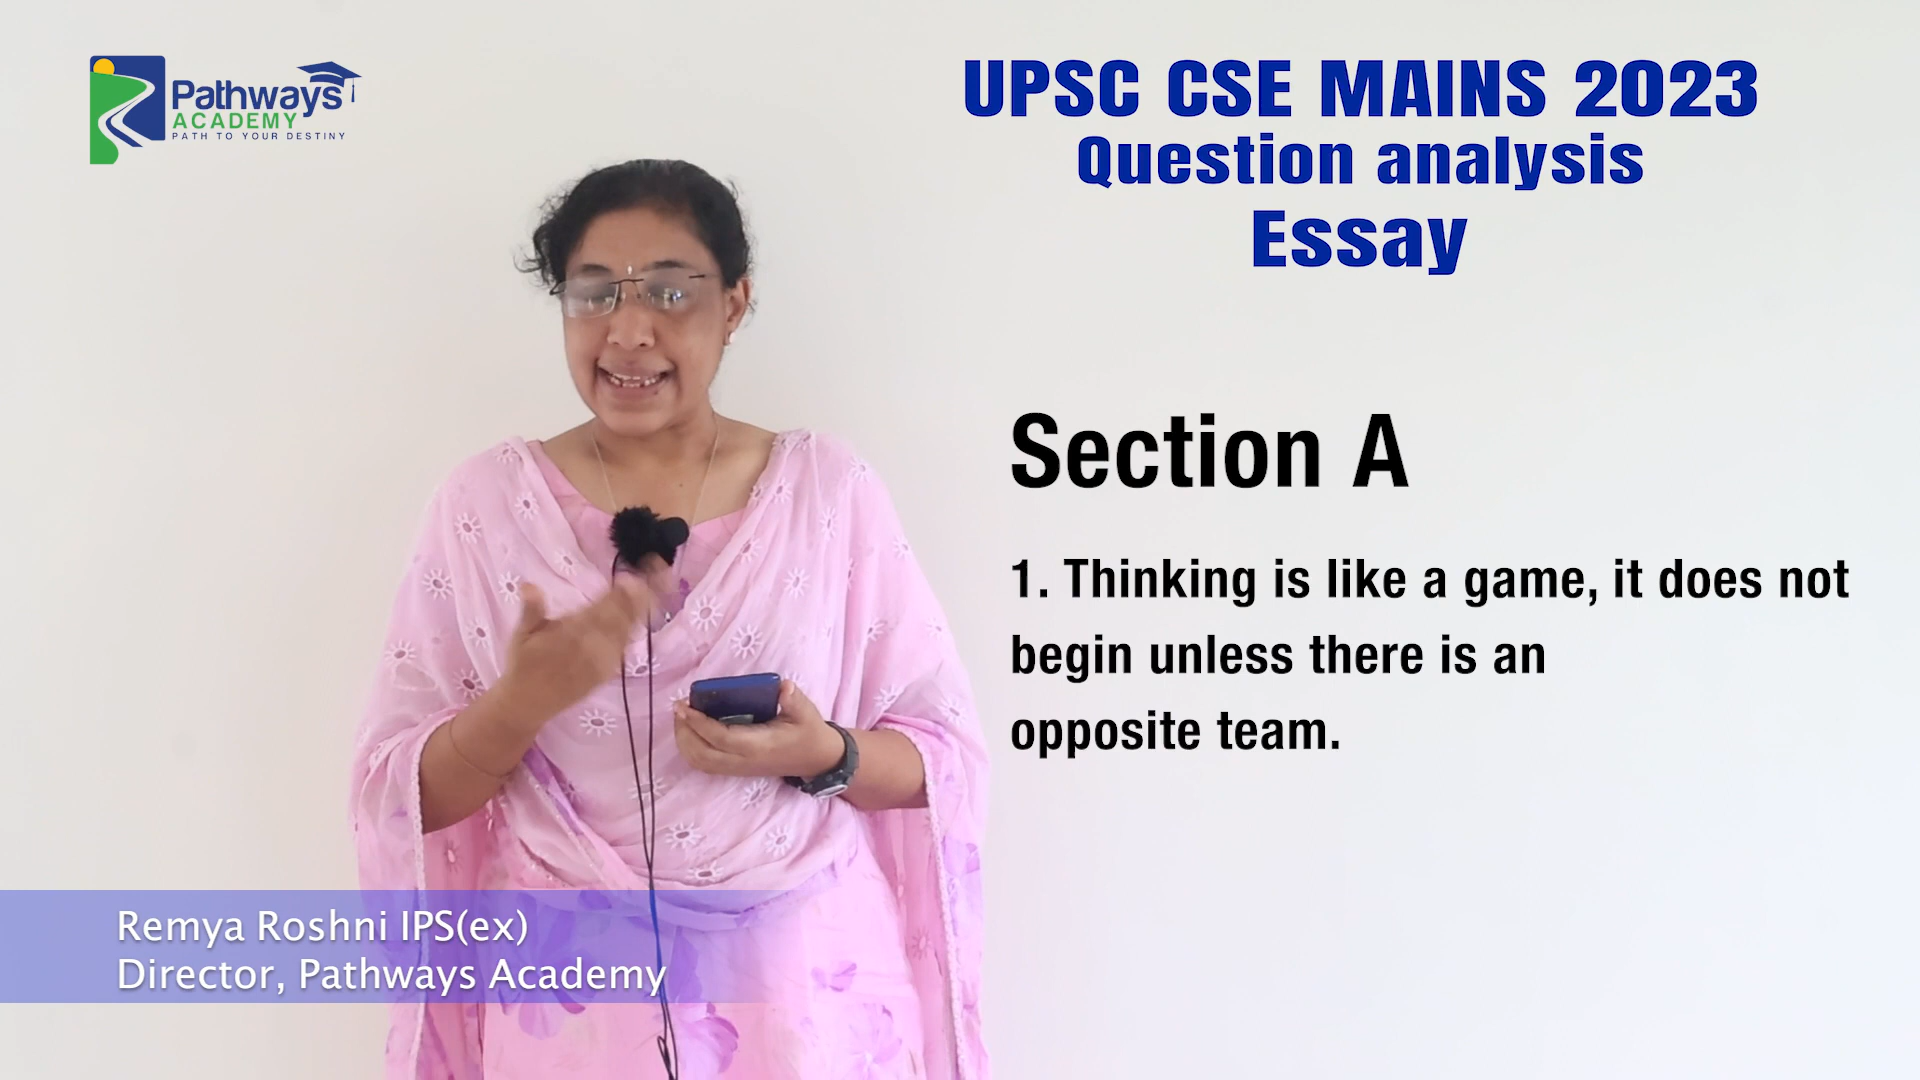 Pathways
ACADEMY
PATH TO YOUR DESTINY
UPSC CSE MAINS 2023
Question analysis
Essay
Section A
1. Thinking is like a game, it does not
begin unless there is an
opposite team.
Remya Roshni IPS(ex)
Director, Pathways Academy